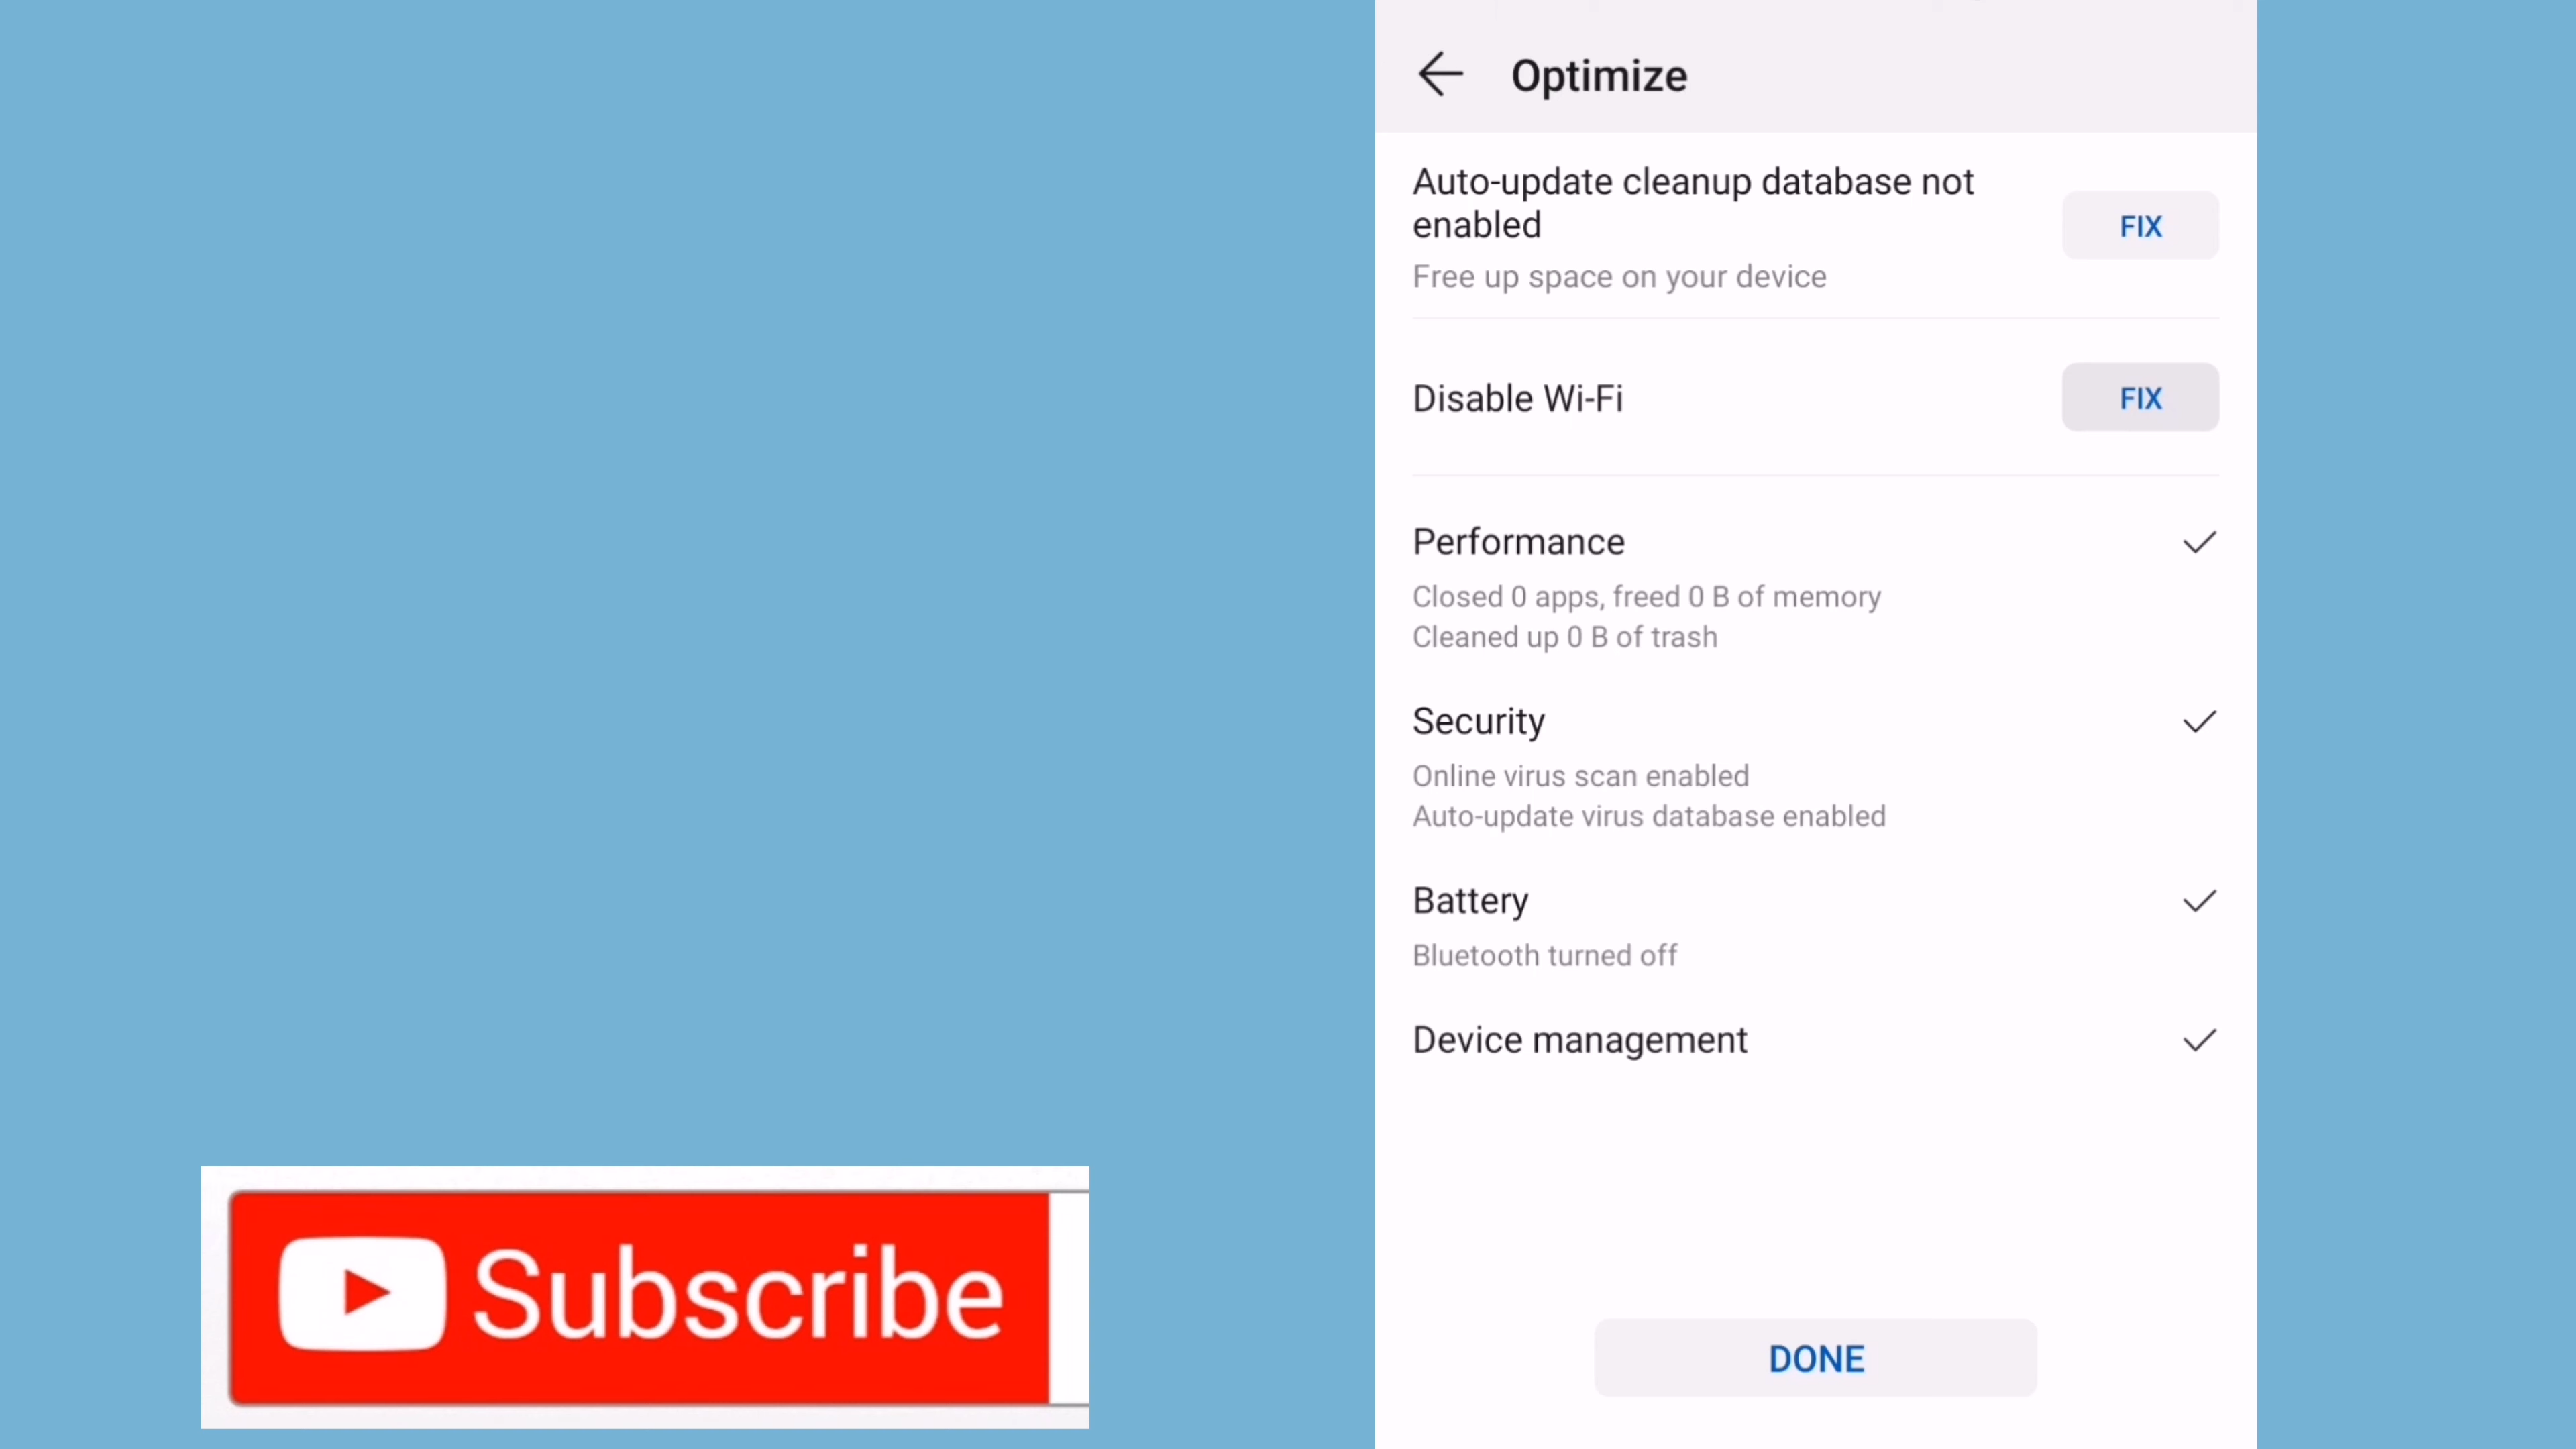 Optimize
Auto-update cleanup database not
enabled
FIX
Free up space on your device
Disable Wi-Fi
FIX
Performance
Closed 0 apps, freed 0 B of memory
Cleaned up 0 B of trash
Security
Online virus scan enabled
Auto-update virus database enabled
Battery
Bluetooth turned off
Device management
DONE
Subscribe